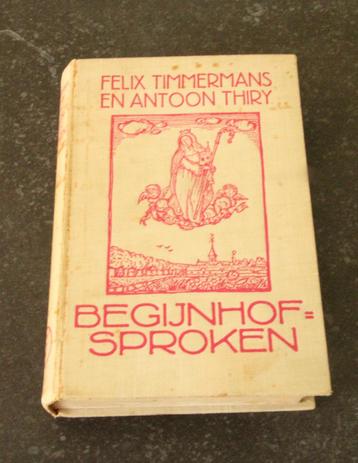 FELIX TIMMERMANS
EN ANTOON THIRY
BEGIJNHOF=
SPROKEN